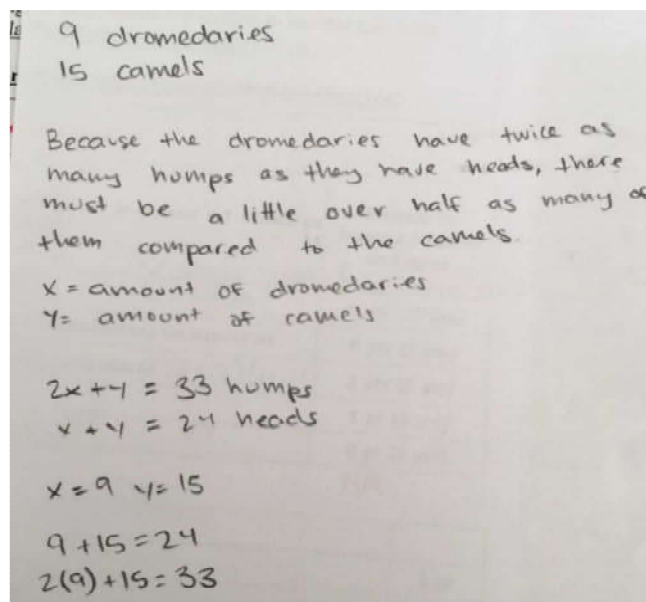 9 dromedaries
15 camels
Because the dromedaries have twice as
many humps as they have heads, there
must be a little over half as many of
them compared to the camels.
x = amount of dromedaries
y = amount of camels
2x + y = 33 humps
x + y = 24 heads
x = 9 y = 15
9 + 15 = 24
2(9) + 15 = 33